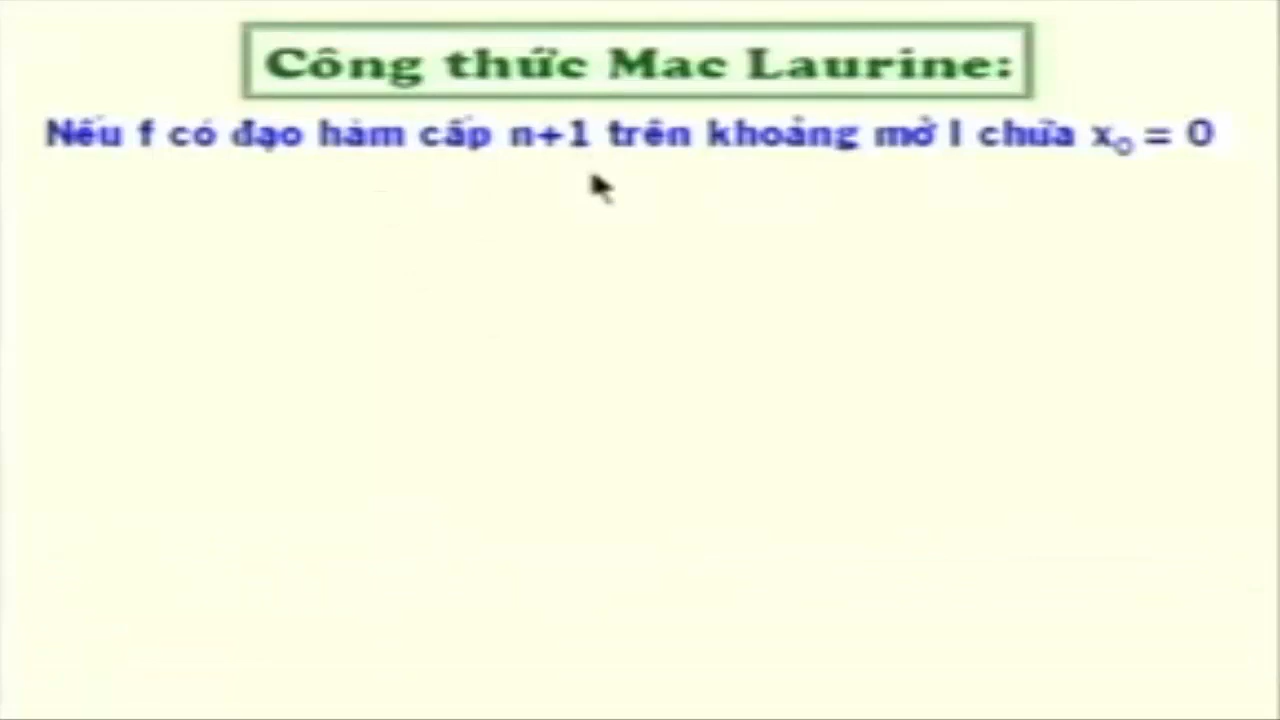 Công thức Mac Laurine:
Nếu f có đạo hàm cấp n+1 trên khoảng mở I chứa x₀ = 0